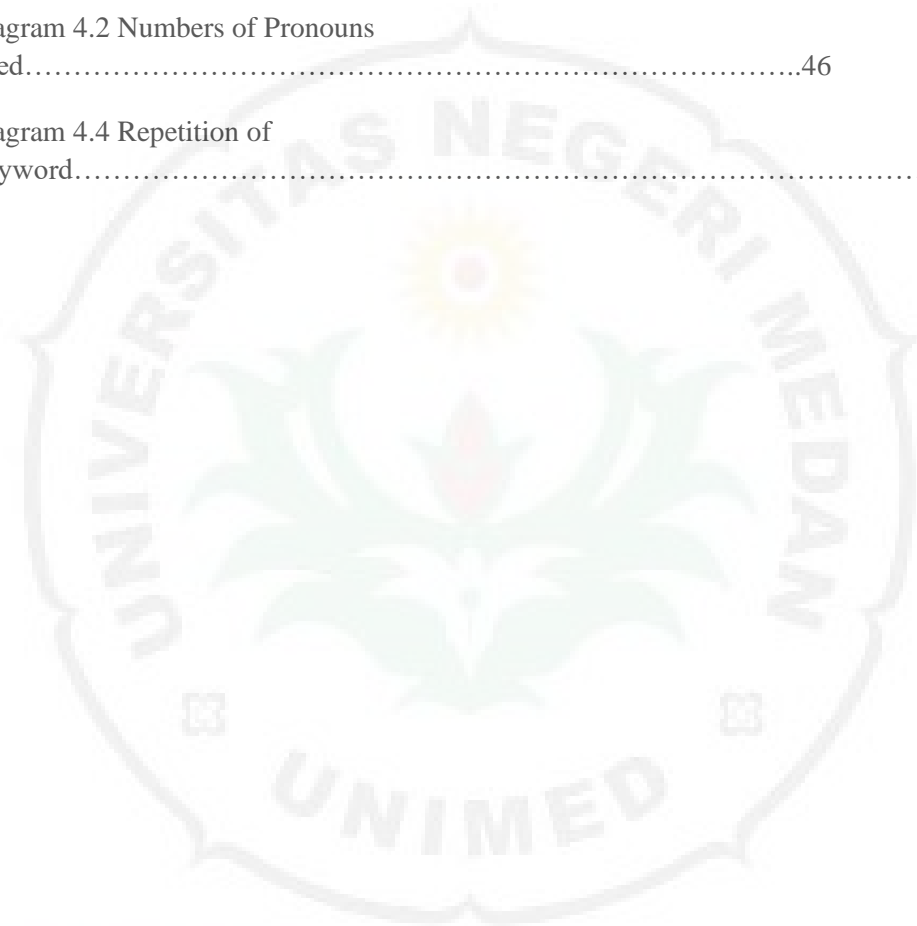 agram 4.2 Numbers of Pronouns
ed…………………………………………………………………..46
agram 4.4 Repetition of
yword……………………………………………………………………………
UNIVERSITAS NEGERI MEDAN
UNIMED